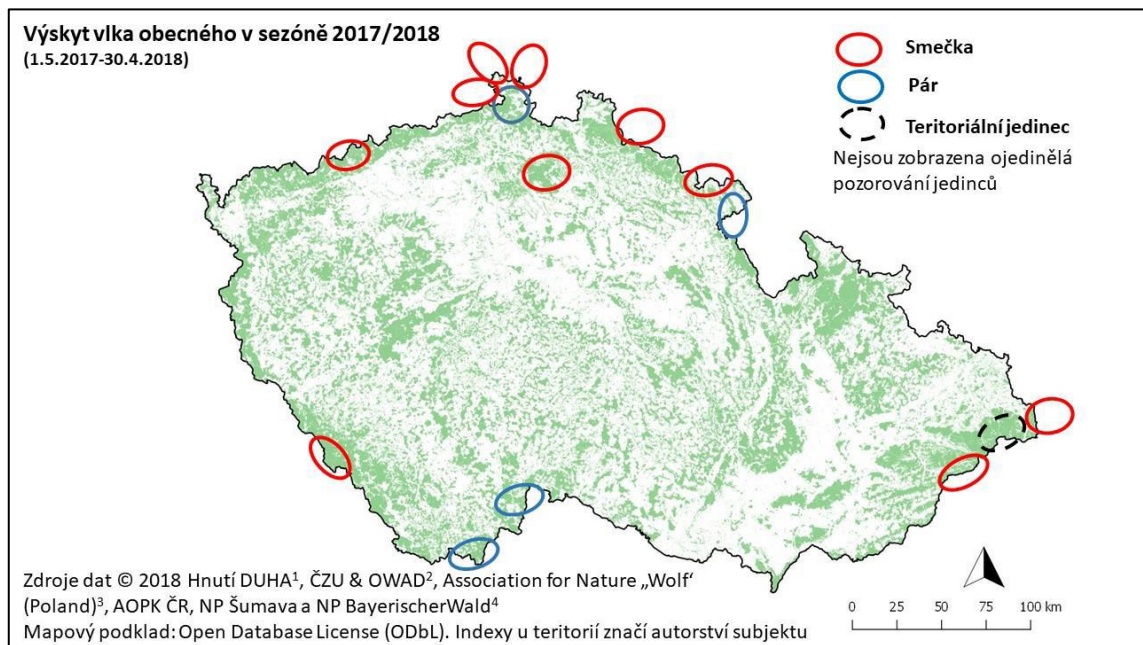 Výskyt vlka obecného v sezóně 2017/2018
(1.5.2017-30.4.2018)
Smečka
Pár
Teritoriální jedinec
Nejsou zobrazena ojedinělá
pozorování jedinců
Zdroje dat © 2018 Hnutí DUHA¹, ČZU & OWAD², Association for Nature „Wolf‘
(Poland)³, AOPK ČR, NP Šumava a NP BayerischerWald⁴
Mapový podklad: Open Database License (ODbL). Indexy u teritorií značí autorství subjektu
0 25 50 75 100 km